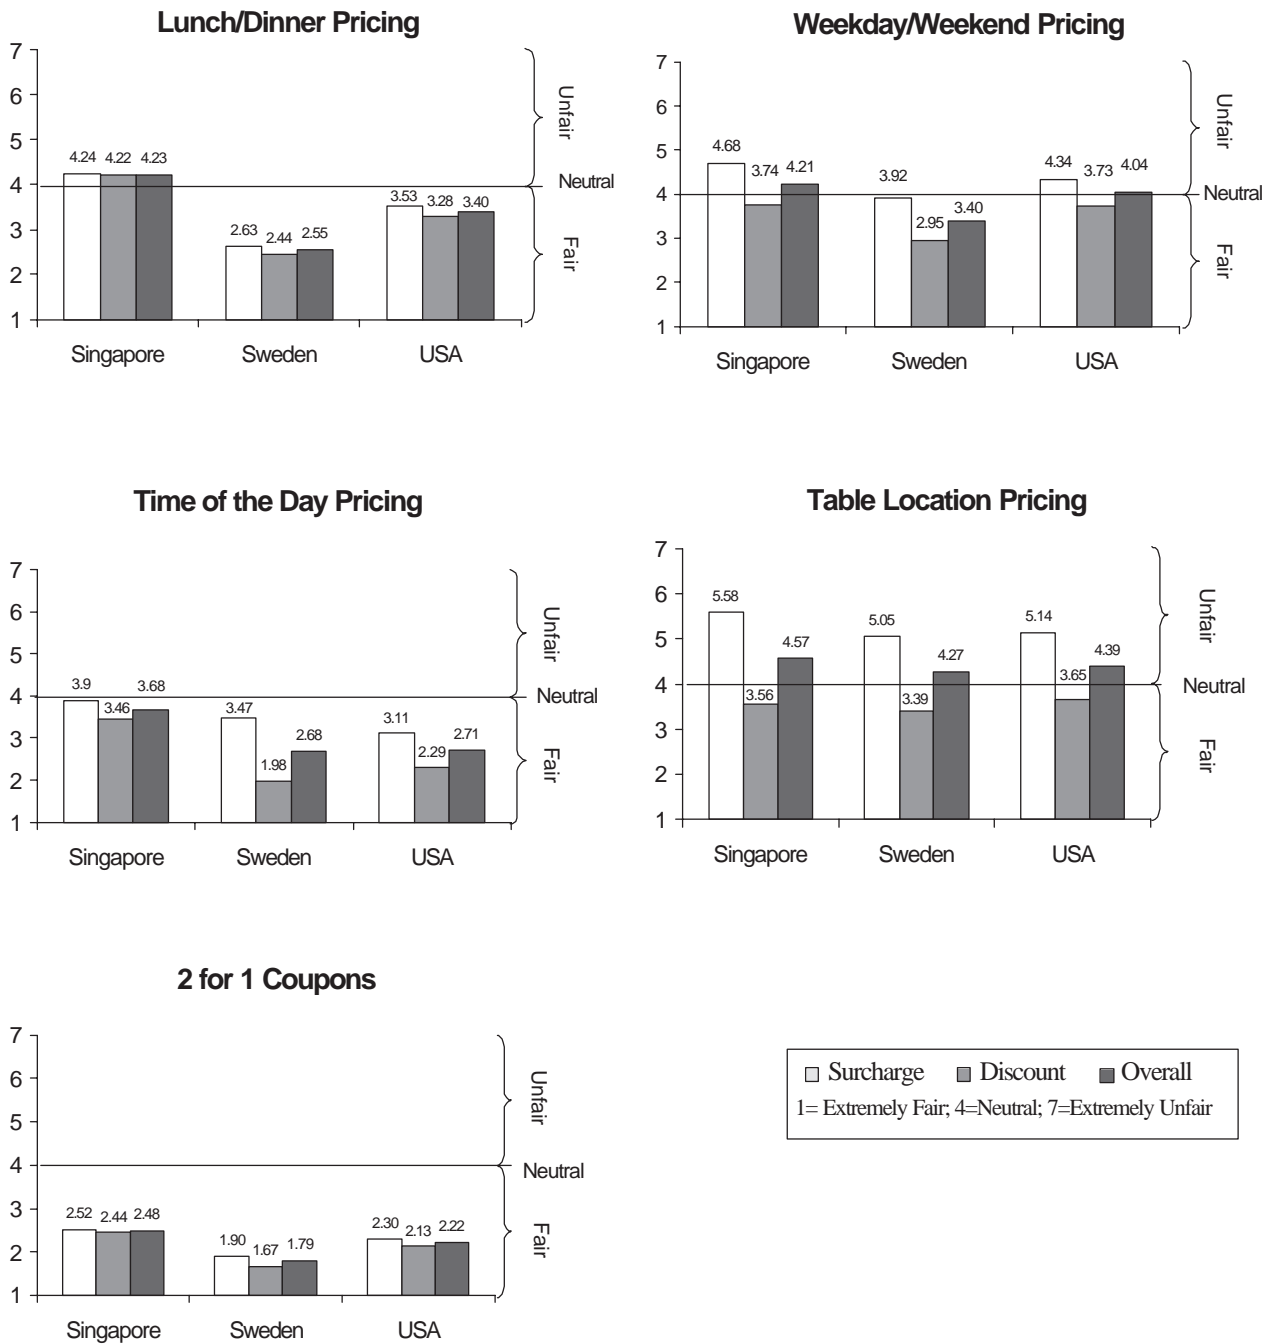 Lunch/Dinner Pricing
7
6
5
4
3
2
1
4.24 4.22 4.23
2.63 2.44 2.55
3.53 3.28 3.40
Unfair
Neutral
Fair
Singapore Sweden USA
Weekday/Weekend Pricing
7
6
5
4
3
2
1
4.68 3.74 4.21
3.92 2.95 3.40
4.34 3.73 4.04
Unfair
Neutral
Fair
Singapore Sweden USA
Time of the Day Pricing
7
6
5
4
3
2
1
3.9 3.46 3.68
3.47 1.98 2.68
3.11 2.29 2.71
Unfair
Neutral
Fair
Singapore Sweden USA
Table Location Pricing
7
6
5
4
3
2
1
5.58 3.56 4.57
5.05 3.39 4.27
5.14 3.65 4.39
Unfair
Neutral
Fair
Singapore Sweden USA
2 for 1 Coupons
7
6
5
4
3
2
1
2.52 2.44 2.48
1.90 1.67 1.79
2.30 2.13 2.22
Unfair
Neutral
Fair
Singapore Sweden USA
Surcharge Discount Overall
1= Extremely Fair; 4=Neutral; 7=Extremely Unfair